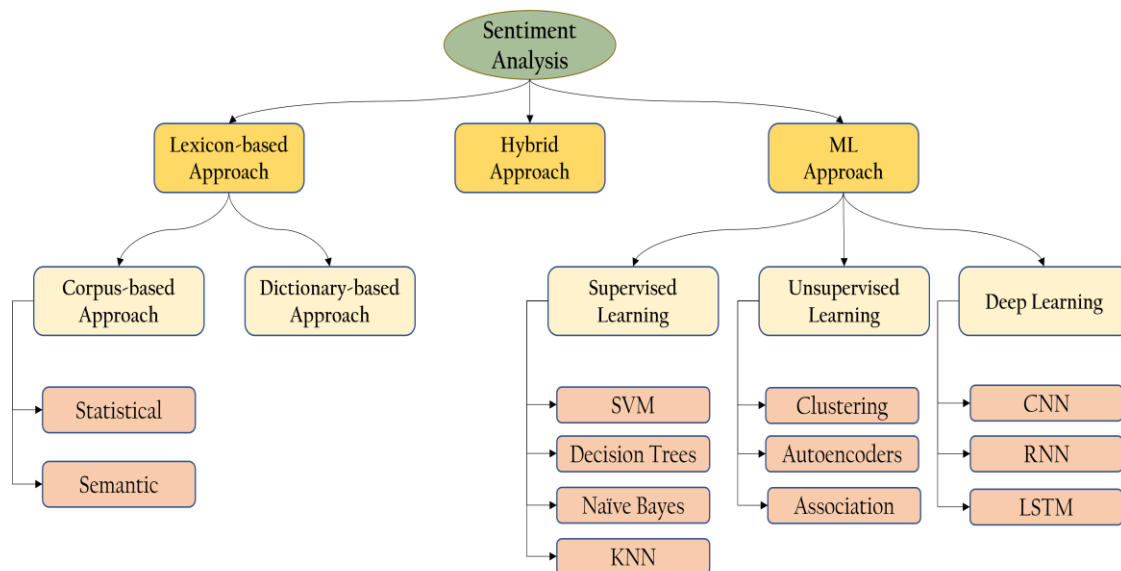 Sentiment
Analysis
Lexicon-based
Approach
Hybrid
Approach
ML
Approach
Corpus-based
Approach
Dictionary-based
Approach
Supervised
Learning
Unsupervised
Learning
Deep Learning
Statistical
Semantic
SVM
Decision Trees
Naïve Bayes
KNN
Clustering
Autoencoders
Association
CNN
RNN
LSTM